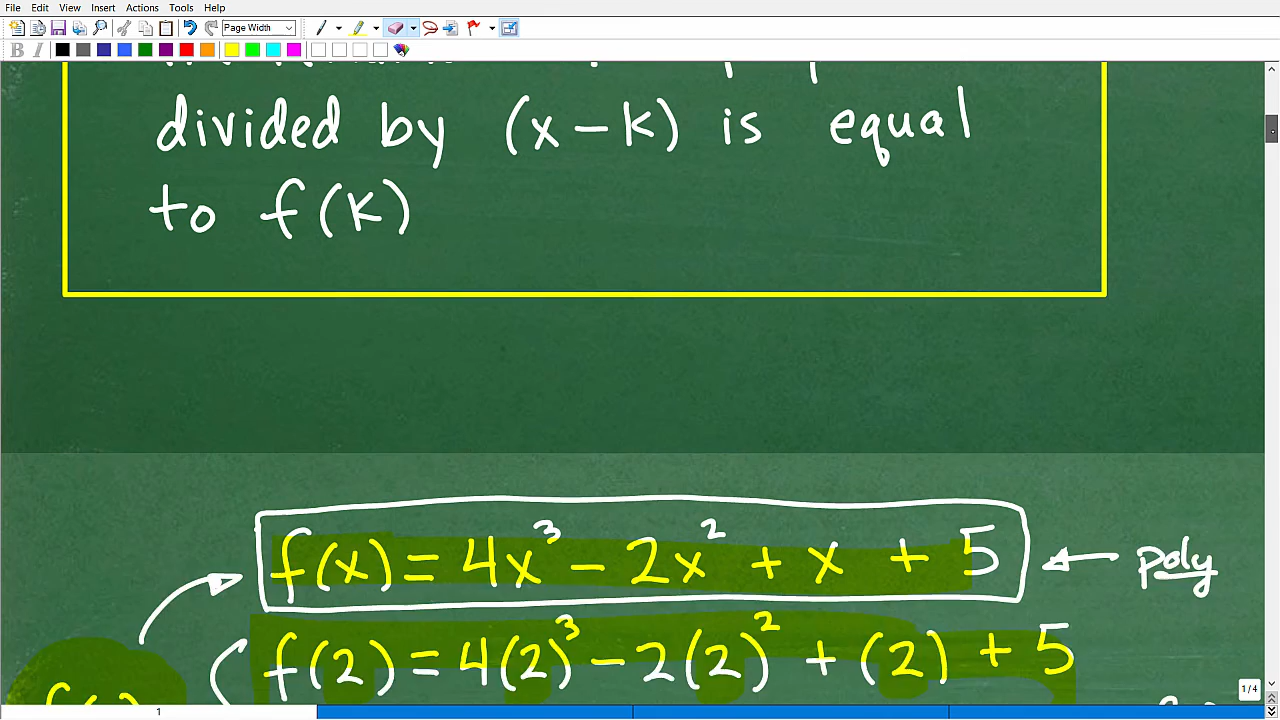 File Edit View Insert Actions Tools Help
Page Width
B I
divided by (x - k) is equal
to f(k)
f(x) = 4x³ - 2x² + x + 5 ← poly
f(2) = 4(2)³ - 2(2)² + (2) + 5
1/4
1